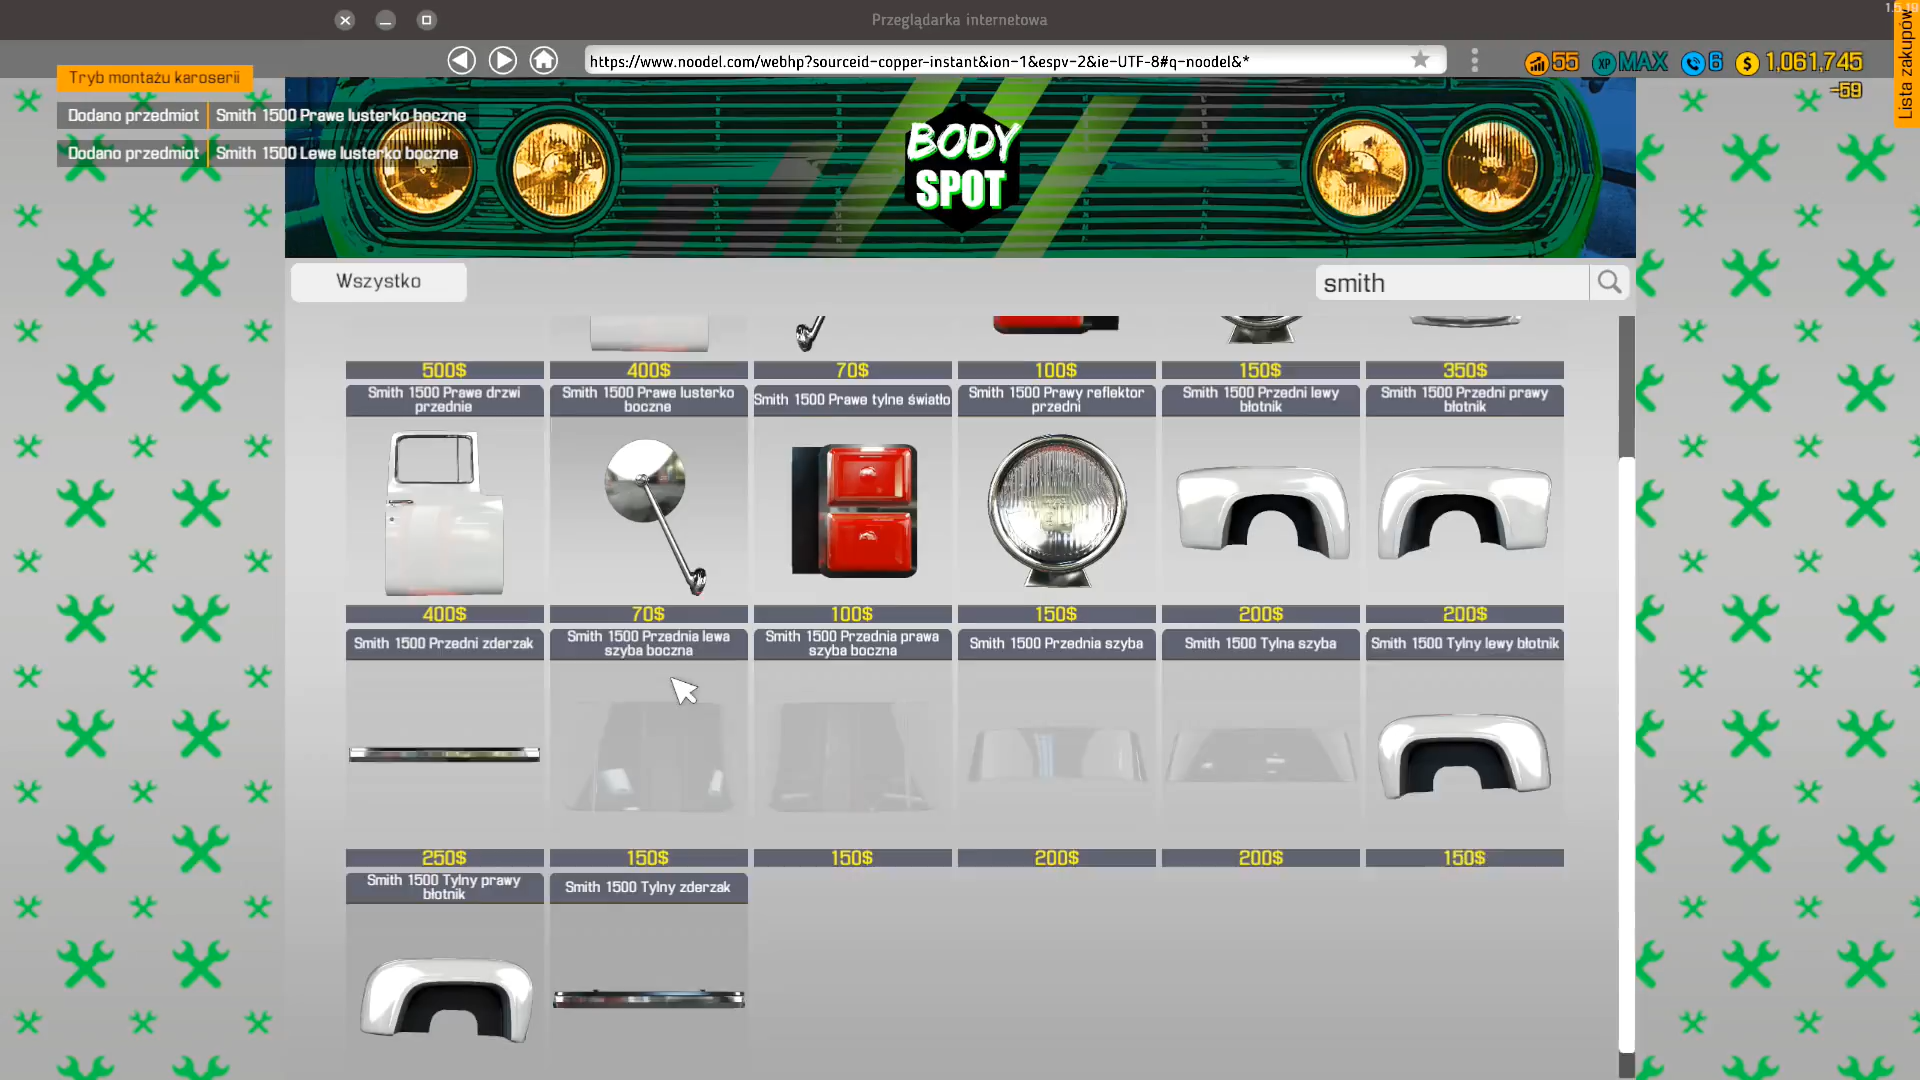 Przeglądarka internetowa
1.5.19
https://www.noodel.com/webhp?sourceid-copper-instant&ion-1&espv-2&ie-UTF-8#q-noodel&*
55
XP MAX
6
$ 1,061,745
-59
Lista zakupów
Tryb montażu karoserii
Dodano przedmiot Smith 1500 Prawe lusterko boczne
Dodano przedmiot Smith 1500 Lewe lusterko boczne
BODY
SPOT
Wszystko
smith
500$ 400$ 70$ 100$ 150$ 350$
Smith 1500 Prawe drzwi
przednie
Smith 1500 Prawe lusterko
boczne
Smith 1500 Prawe tylne światło
Smith 1500 Prawy reflektor
przedni
Smith 1500 Przedni lewy
błotnik
Smith 1500 Przedni prawy
błotnik
400$ 70$ 100$ 150$ 200$ 200$
Smith 1500 Przedni zderzak
Smith 1500 Przednia lewa
szyba boczna
Smith 1500 Przednia prawa
szyba boczna
Smith 1500 Przednia szyba
Smith 1500 Tylna szyba
Smith 1500 Tylny lewy błotnik
250$ 150$ 150$ 200$ 200$ 150$
Smith 1500 Tylny prawy
błotnik
Smith 1500 Tylny zderzak